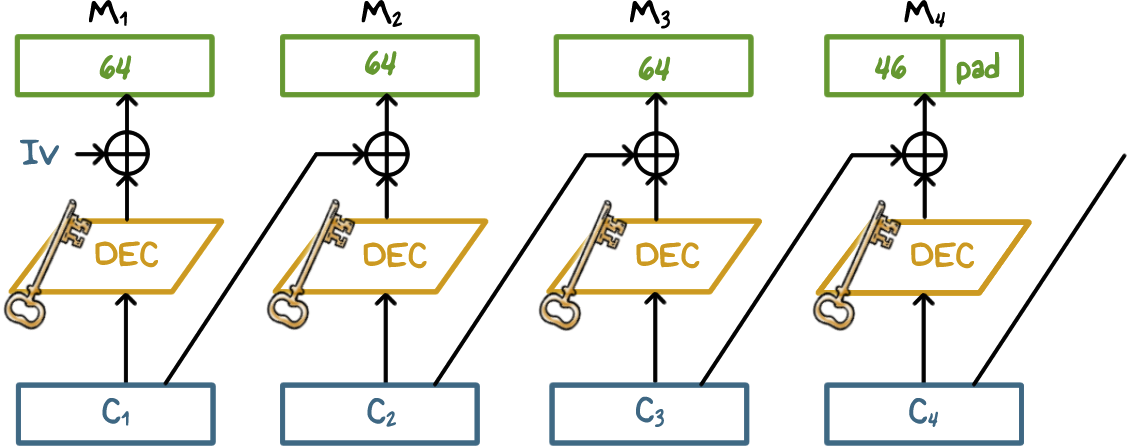 M1 M2 M3 M4
64 64 64 46 pad
Iv
DEC DEC DEC DEC
C1 C2 C3 C4